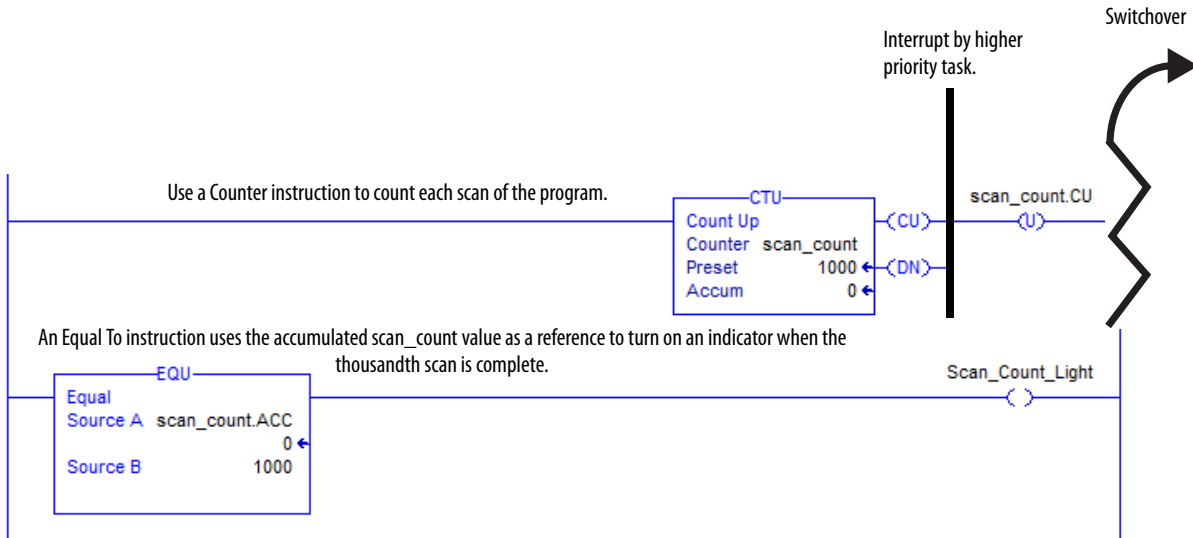 Switchover
Interrupt by higher
priority task.
Use a Counter instruction to count each scan of the program.
CTU
Count Up
Counter scan_count
Preset 1000
Accum 0
CU
DN
scan_count.CU
U
An Equal To instruction uses the accumulated scan_count value as a reference to turn on an indicator when the
thousandth scan is complete.
EQU
Equal
Source A scan_count.ACC
0
Source B 1000
Scan_Count_Light